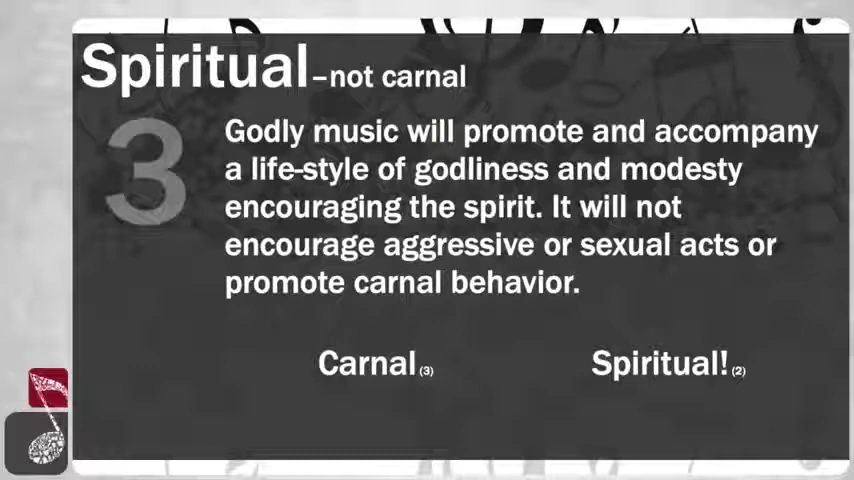 Spiritual–not carnal
3
Godly music will promote and accompany
a life-style of godliness and modesty
encouraging the spirit. It will not
encourage aggressive or sexual acts or
promote carnal behavior.
Carnal (3) Spiritual! (2)